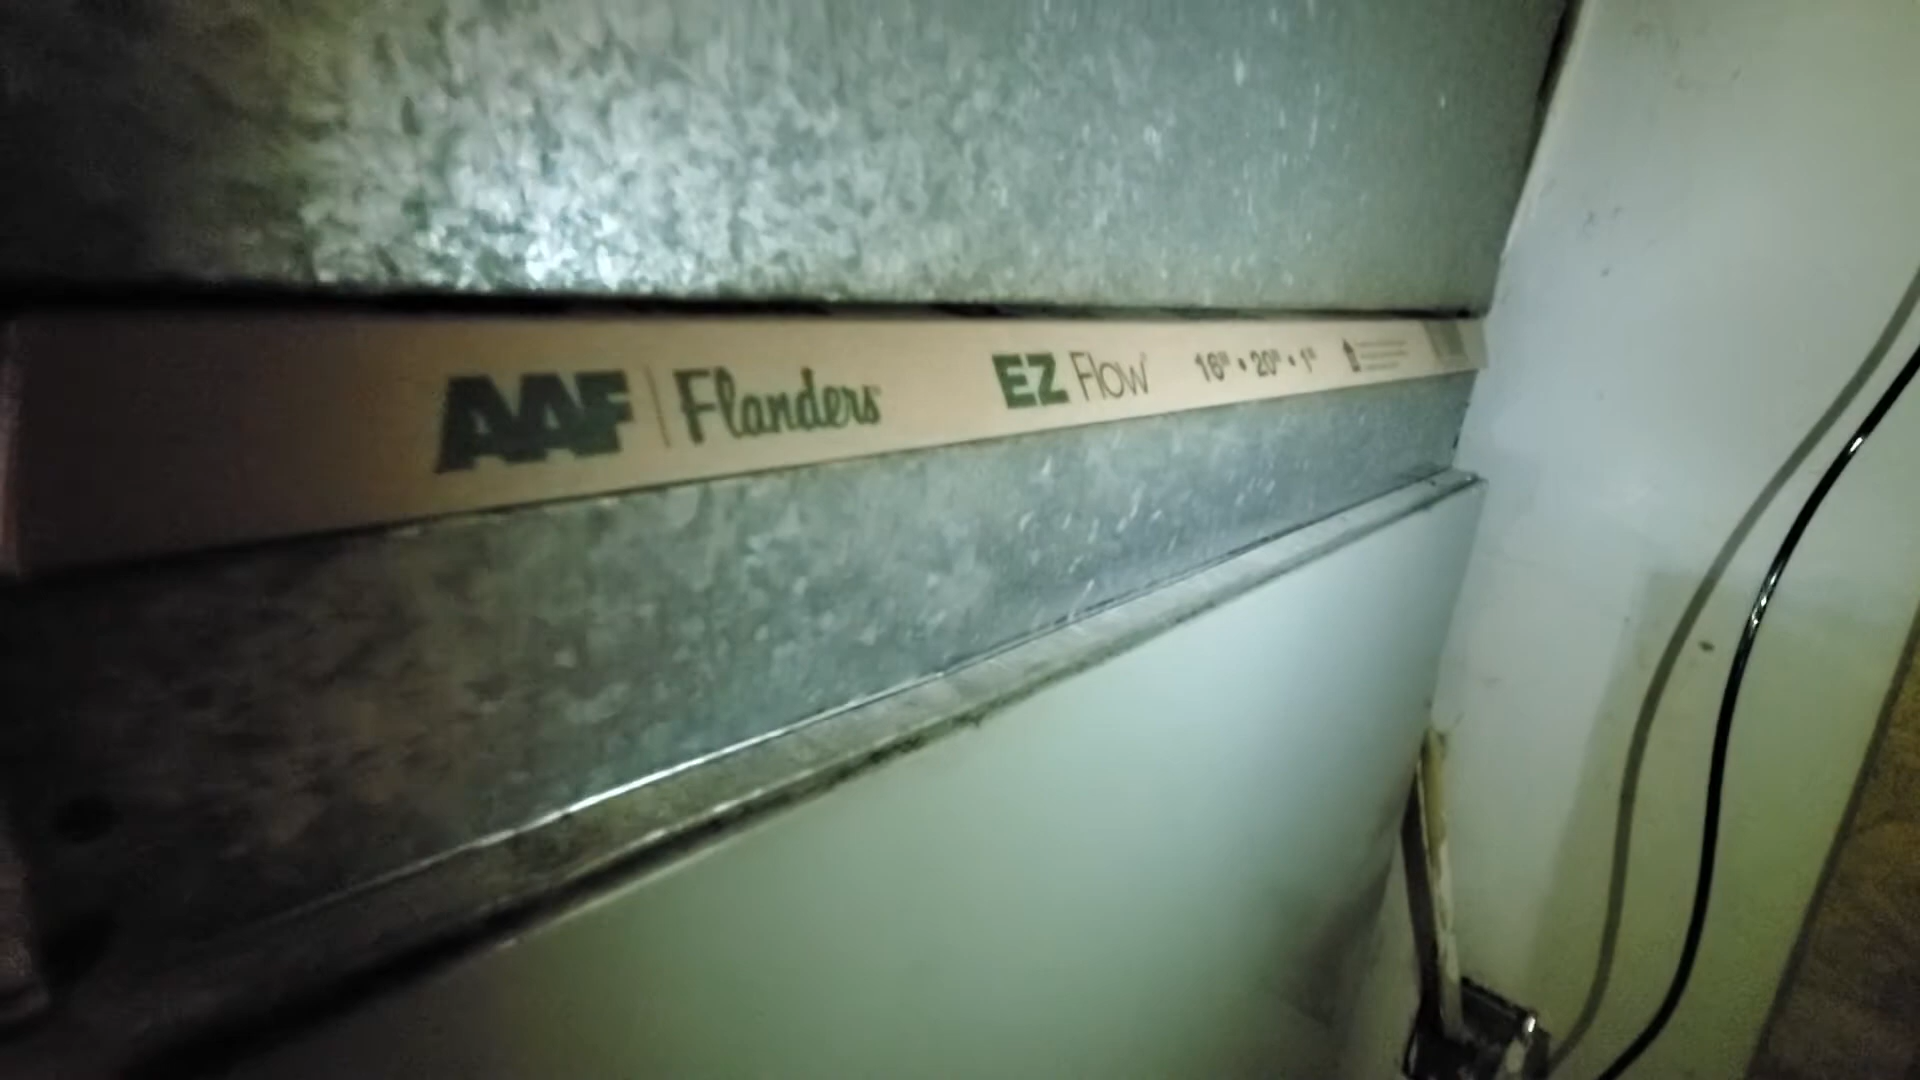 AAF | Flanders® EZ Flow® 16" • 20" • 1"